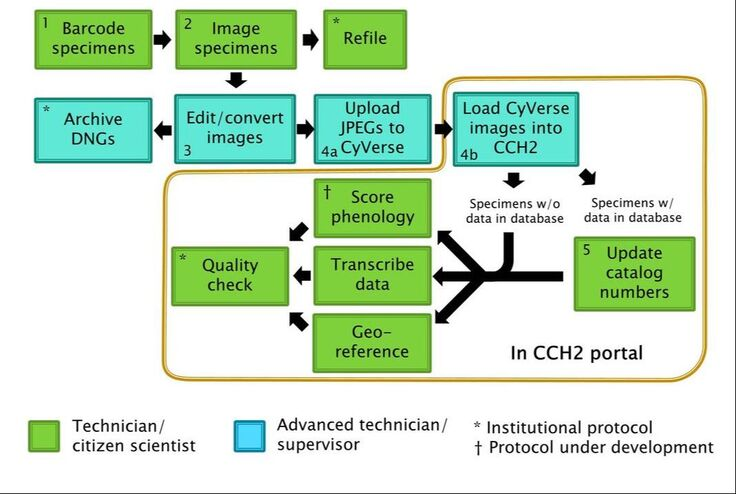 1 Barcode
specimens
2 Image
specimens
*
Refile
*
Archive
DNGs
Edit/convert
images
3
Upload
JPEGs to
4a CyVerse
Load CyVerse
images into
4b CCH2
Specimens w/o
data in database
Specimens w/
data in database
† Score
phenology
* Quality
check
Transcribe
data
Geo-
reference
5 Update
catalog
numbers
In CCH2 portal
Technician/
citizen scientist
Advanced technician/
supervisor
* Institutional protocol
† Protocol under development